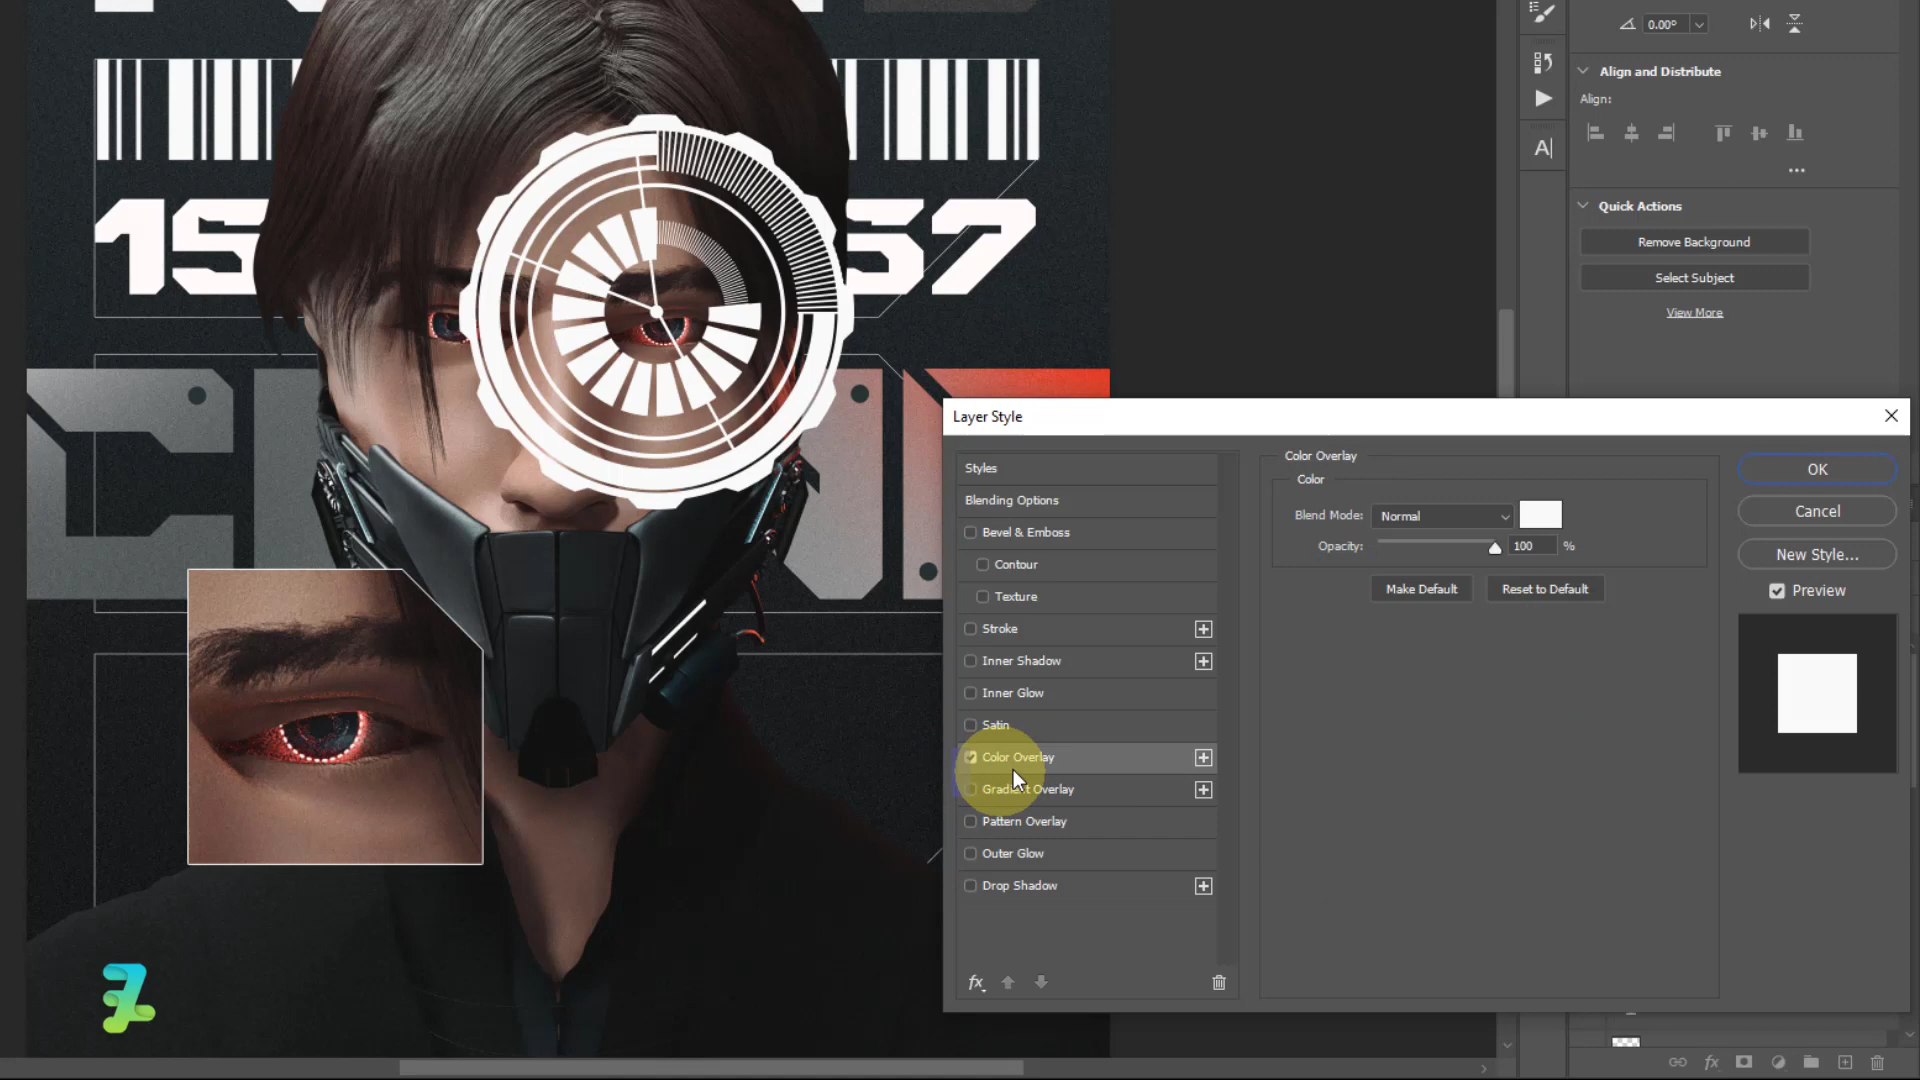 0.00°
Align and Distribute
Align:
A|
Quick Actions
Remove Background
Select Subject
View More
15
57
Layer Style
Styles
Blending Options
Bevel & Emboss
Contour
Texture
Stroke
Inner Shadow
Inner Glow
Satin
Color Overlay
Gradient Overlay
Pattern Overlay
Outer Glow
Drop Shadow
fx
Color Overlay
Color
Blend Mode: Normal
Opacity: 100 %
Make Default Reset to Default
OK
Cancel
New Style...
Preview
fx